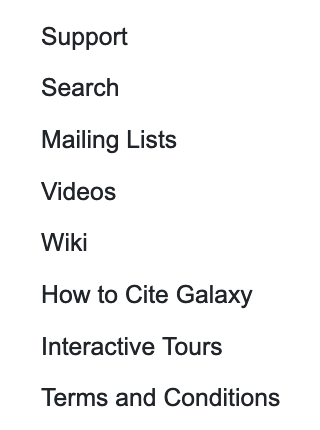 Support
Search
Mailing Lists
Videos
Wiki
How to Cite Galaxy
Interactive Tours
Terms and Conditions